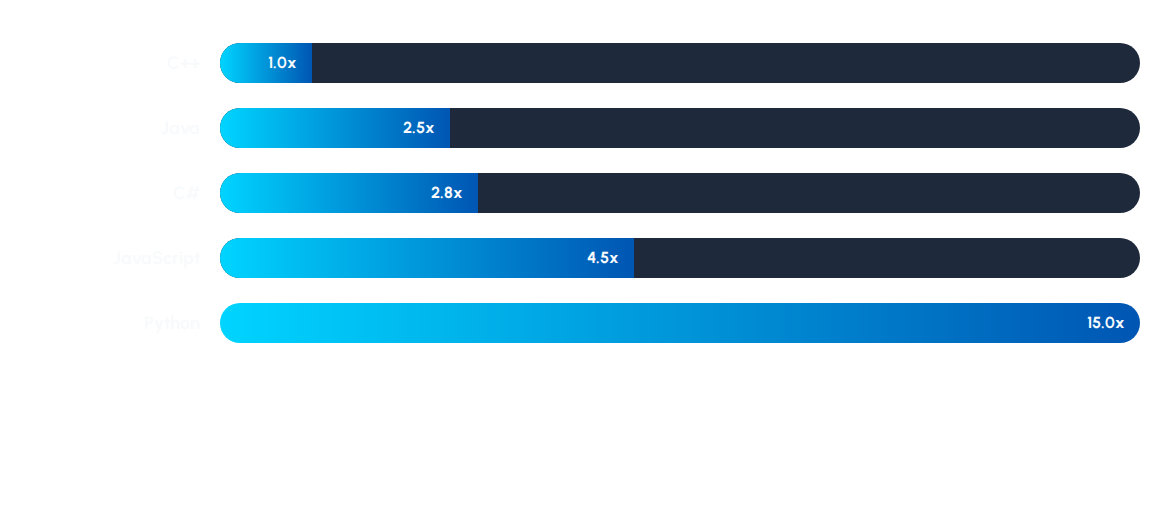 C++ 1.0x
Java 2.5x
C# 2.8x
JavaScript 4.5x
Python 15.0x